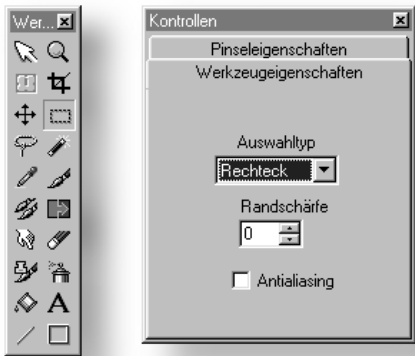 Wer...
Kontrollen
Pinseleigenschaften
Werkzeugeigenschaften
Auswahltyp
Rechteck
Randschärfe
0
Antialiasing
A